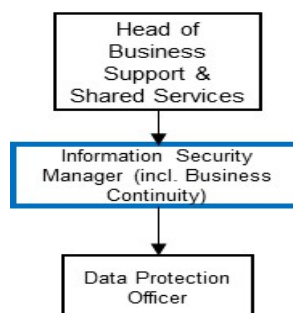 Head of
Business
Support &
Shared Services
Information Security
Manager (incl. Business
Continuity)
Data Protection
Officer